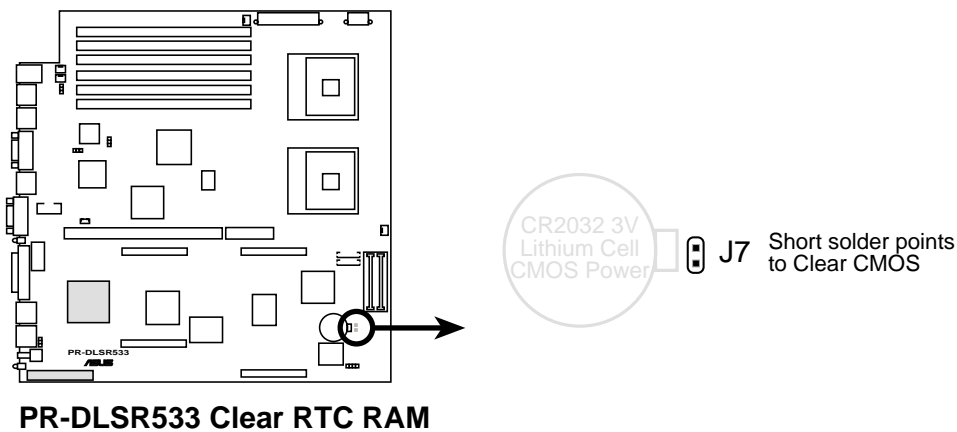 PR-DLSR533
ASUS
CR2032 3V
Lithium Cell
CMOS Power
J7
Short solder points
to Clear CMOS
PR-DLSR533 Clear RTC RAM